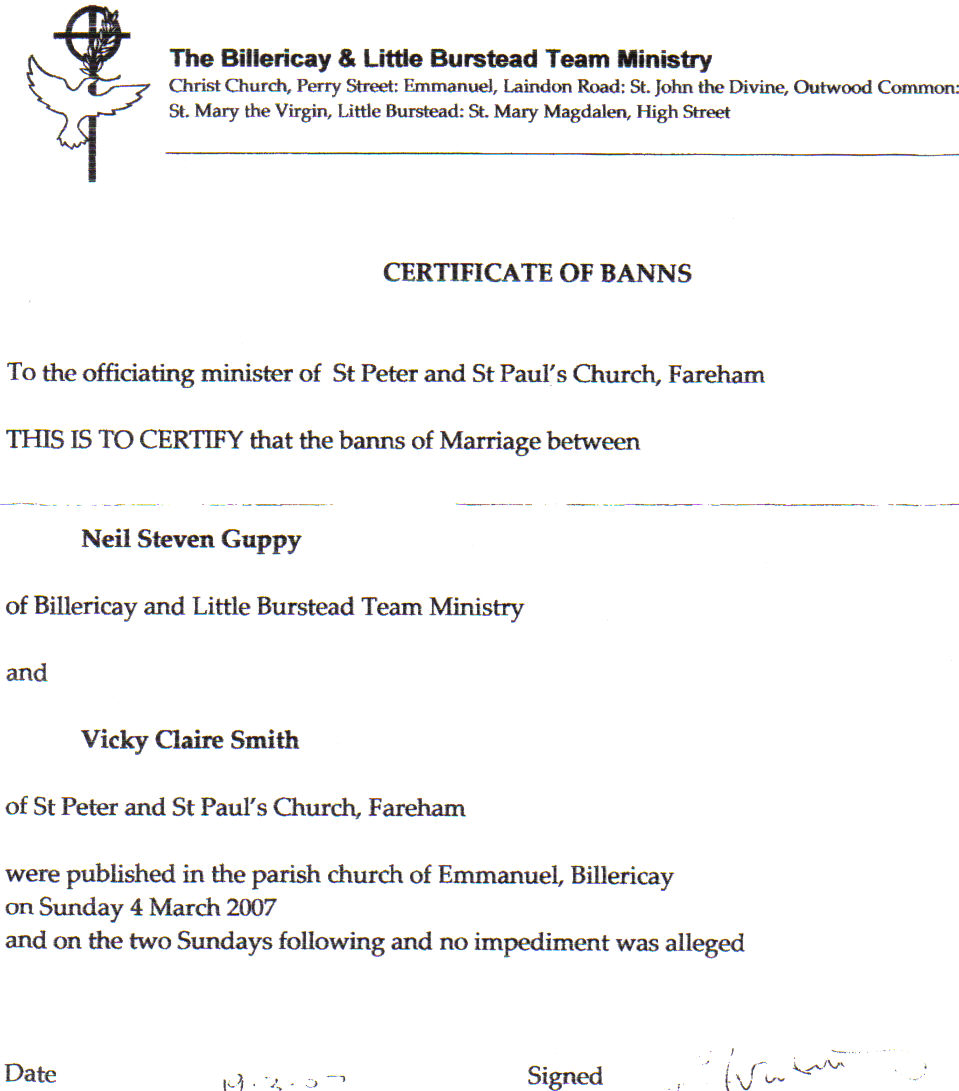 The Billericay & Little Burstead Team Ministry
Christ Church, Perry Street: Emmanuel, Laindon Road: St. John the Divine, Outwood Common:
St. Mary the Virgin, Little Burstead: St. Mary Magdalen, High Street
CERTIFICATE OF BANNS
To the officiating minister of St Peter and St Paul's Church, Fareham
THIS IS TO CERTIFY that the banns of Marriage between
Neil Steven Guppy
of Billericay and Little Burstead Team Ministry
and
Vicky Claire Smith
of St Peter and St Paul's Church, Fareham
were published in the parish church of Emmanuel, Billericay
on Sunday 4 March 2007
and on the two Sundays following and no impediment was alleged
Date 19.3.07 Signed